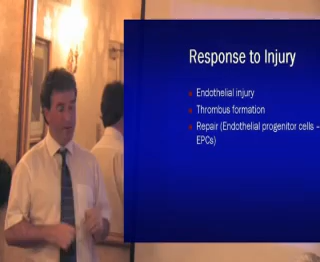 Response to Injury
Endothelial injury
Thrombus formation
Repair (Endothelial progenitor cells –
EPCs)